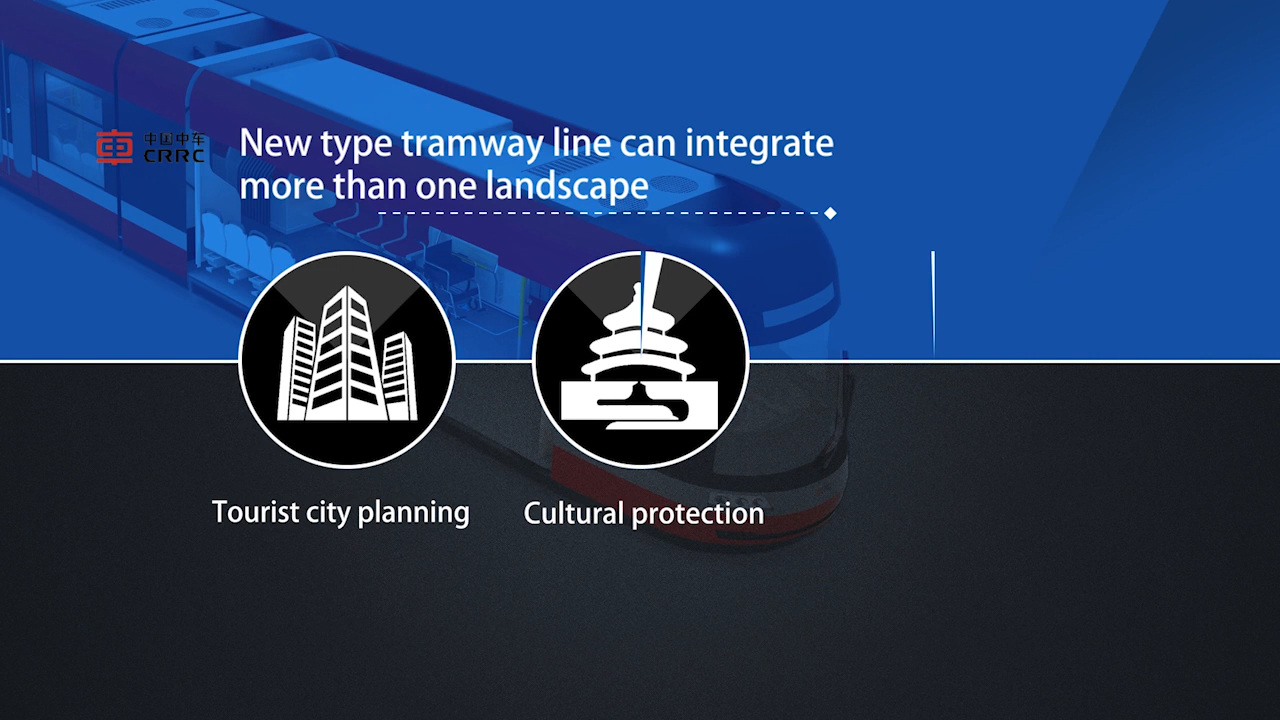 中国中车
CRRC
New type tramway line can integrate
more than one landscape
Tourist city planning
Cultural protection